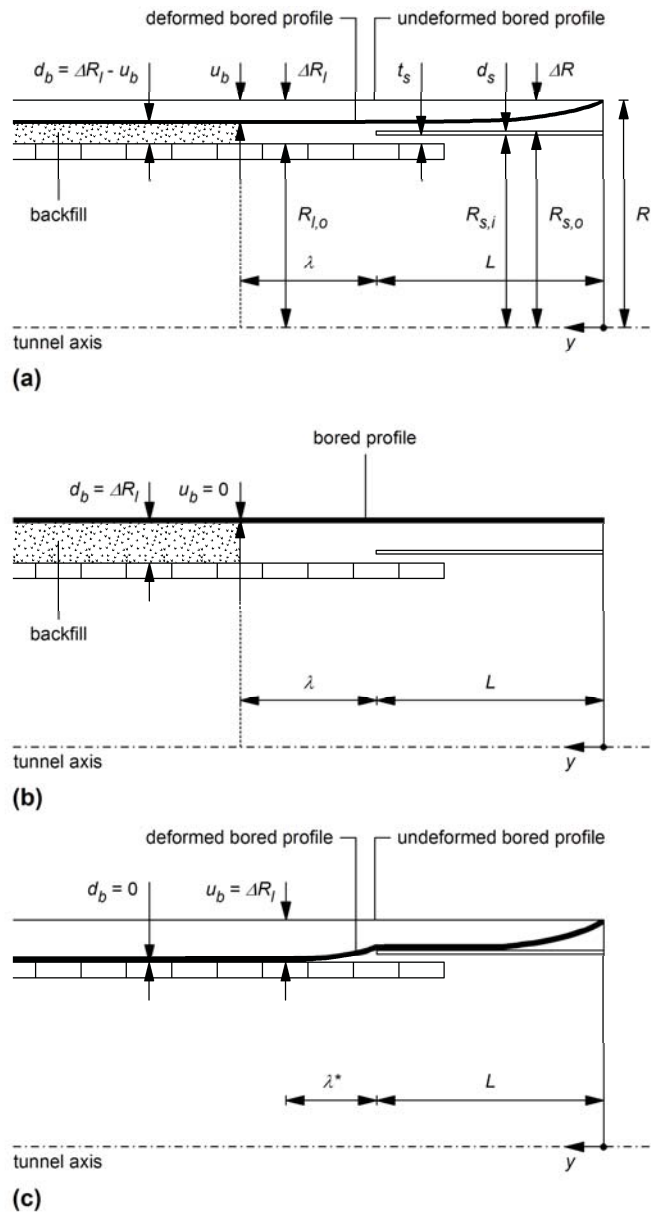 deformed bored profile undeformed bored profile
d_b = ΔR_l - u_b u_b ΔR_l t_s d_s ΔR
backfill
R_l,o R_s,i R_s,o R
λ L
tunnel axis y
(a)
bored profile
d_b = ΔR_l u_b = 0
backfill
λ L
tunnel axis y
(b)
deformed bored profile undeformed bored profile
d_b = 0 u_b = ΔR_l
λ* L
tunnel axis y
(c)